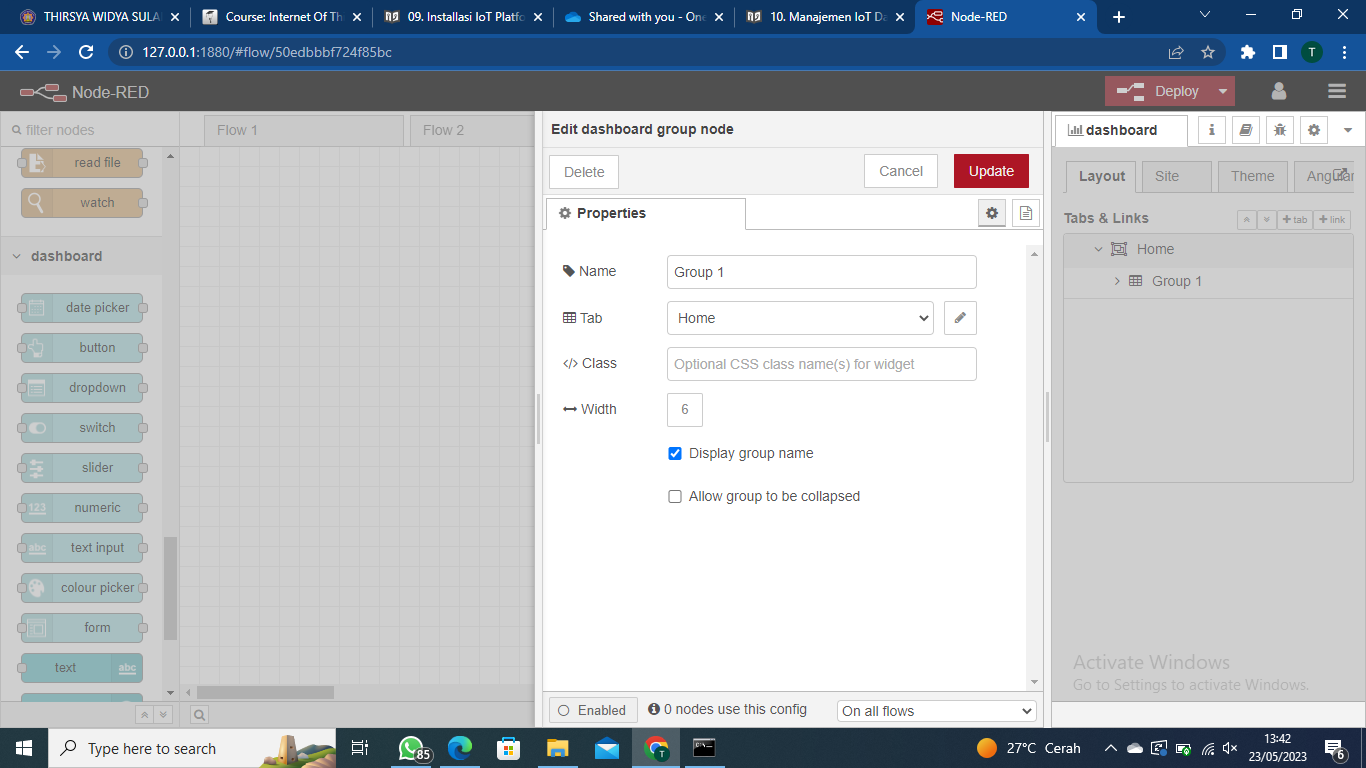 THIRSYA WIDYA SULA
Course: Internet Of Th
09. Installasi IoT Platfo
Shared with you - One
10. Manajemen IoT Da
Node-RED
127.0.0.1:1880/#flow/50edbbbf724f85bc
T
Node-RED
Deploy
filter nodes
read file
watch
dashboard
date picker
button
dropdown
switch
slider
123 numeric
abc text input
colour picker
form
text abc
Flow 1
Flow 2
Edit dashboard group node
Delete
Cancel
Update
Properties
Name
Group 1
Tab
Home
</> Class
Optional CSS class name(s) for widget
Width
6
Display group name
Allow group to be collapsed
Enabled
0 nodes use this config
On all flows
dashboard
Layout
Site
Theme
Angular
Tabs & Links
+ tab
+ link
Home
Group 1
Activate Windows
Go to Settings to activate Windows.
Type here to search
85
T
27°C Cerah
13:42
23/05/2023
6